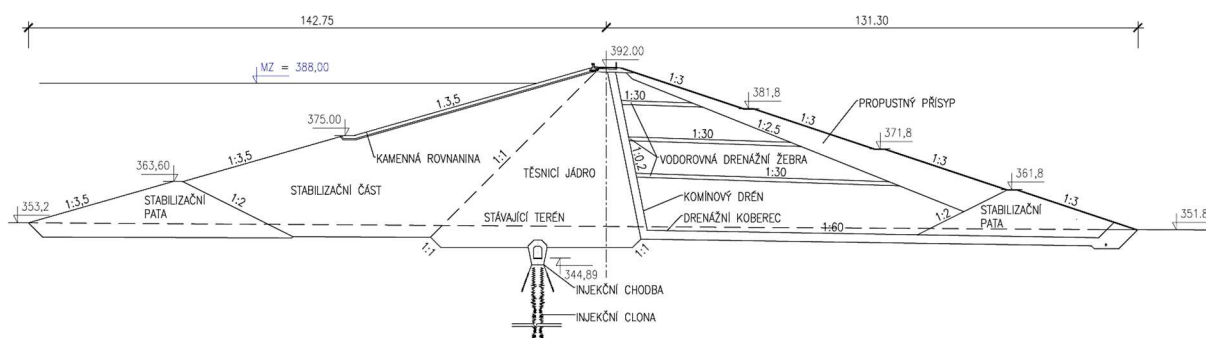 142.75
131.30
392.00
MZ = 388,00
1:3
1:30
381,8
PROPUSTNÝ PŘÍSYP
1:3,5
1:3
375.00
1:2,5
371,8
1:30
KAMENNÁ ROVNANINA
1:1
TĚSNICÍ JÁDRO
1:0,2
VODOROVNÁ DRENÁŽNÍ ŽEBRA
1:3
363,60
1:3,5
1:30
361,8
STABILIZAČNÍ ČÁST
KOMÍNOVÝ DRÉN
1:3,5
STABILIZAČNÍ
PATA
1:2
1:2
STABILIZAČNÍ
PATA
1:3
353,2
STÁVAJÍCÍ TERÉN
DRENÁŽNÍ KOBEREC
351.8
1:60
1:1
1:1
344,89
INJEKČNÍ CHODBA
INJEKČNÍ CLONA